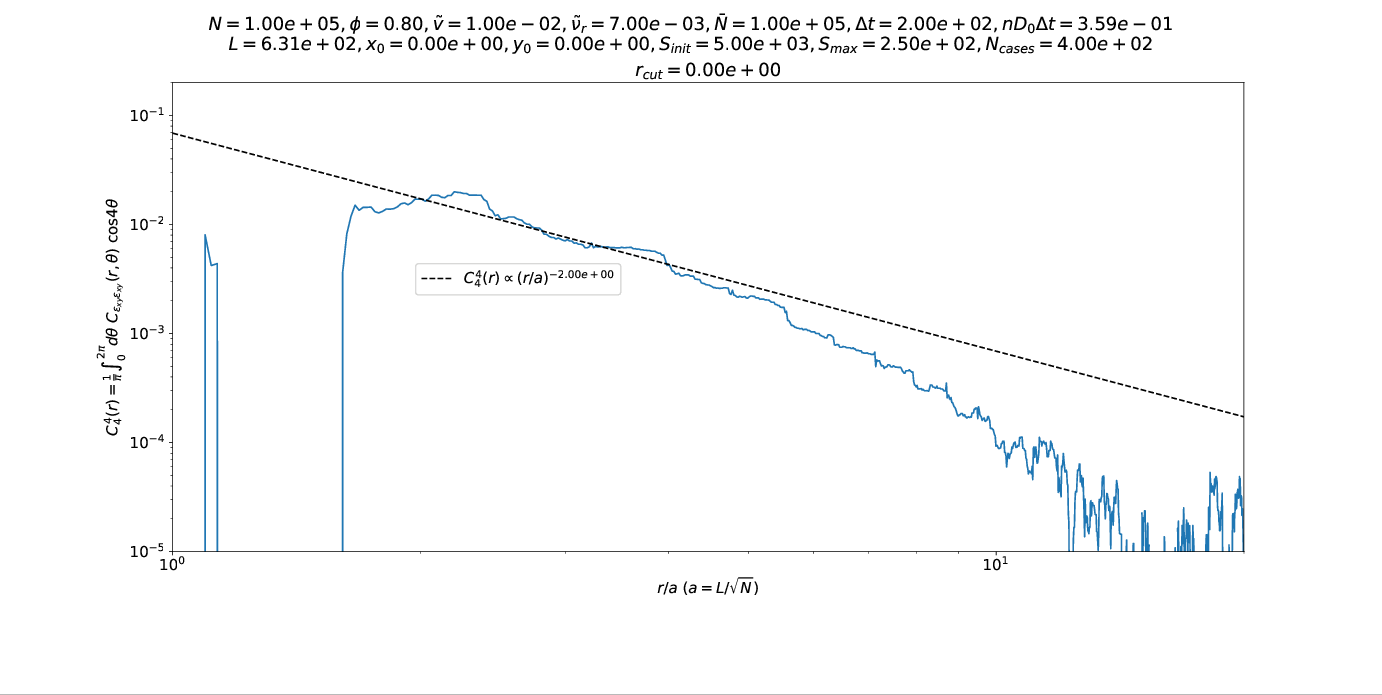 N = 1.00e + 05, ϕ = 0.80, ṽ = 1.00e − 02, ν̃_r = 7.00e − 03, N̄ = 1.00e + 05, Δt = 2.00e + 02, nD_0Δt = 3.59e − 01
L = 6.31e + 02, x_0 = 0.00e + 00, y_0 = 0.00e + 00, S_init = 5.00e + 03, S_max = 2.50e + 02, N_cases = 4.00e + 02
r_cut = 0.00e + 00
10^−1
10^−2
10^−3
10^−4
10^−5
C_4^4(r) = 1/π ∫_0^2π dθ C_ε_xyε_xy(r, θ) cos4θ
C_4^4(r) ∝ (r/a)^−2.00e+00
10^0
10^1
r/a (a = L/√N)